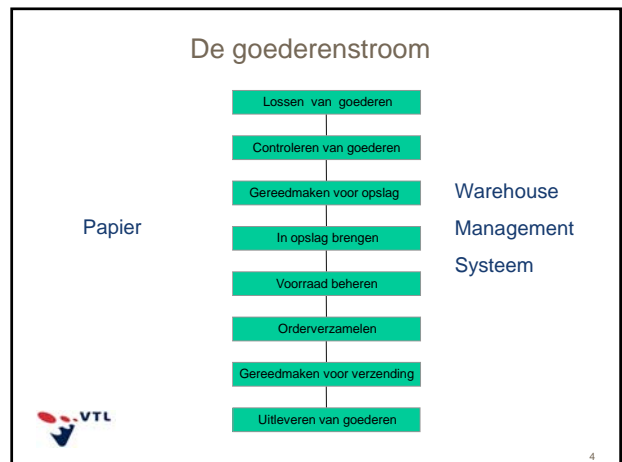 De goederenstroom
Lossen van goederen
Controleren van goederen
Gereedmaken voor opslag
In opslag brengen
Voorraad beheren
Orderverzamelen
Gereedmaken voor verzending
Uitleveren van goederen
Papier
Warehouse
Management
Systeem
VTL
4